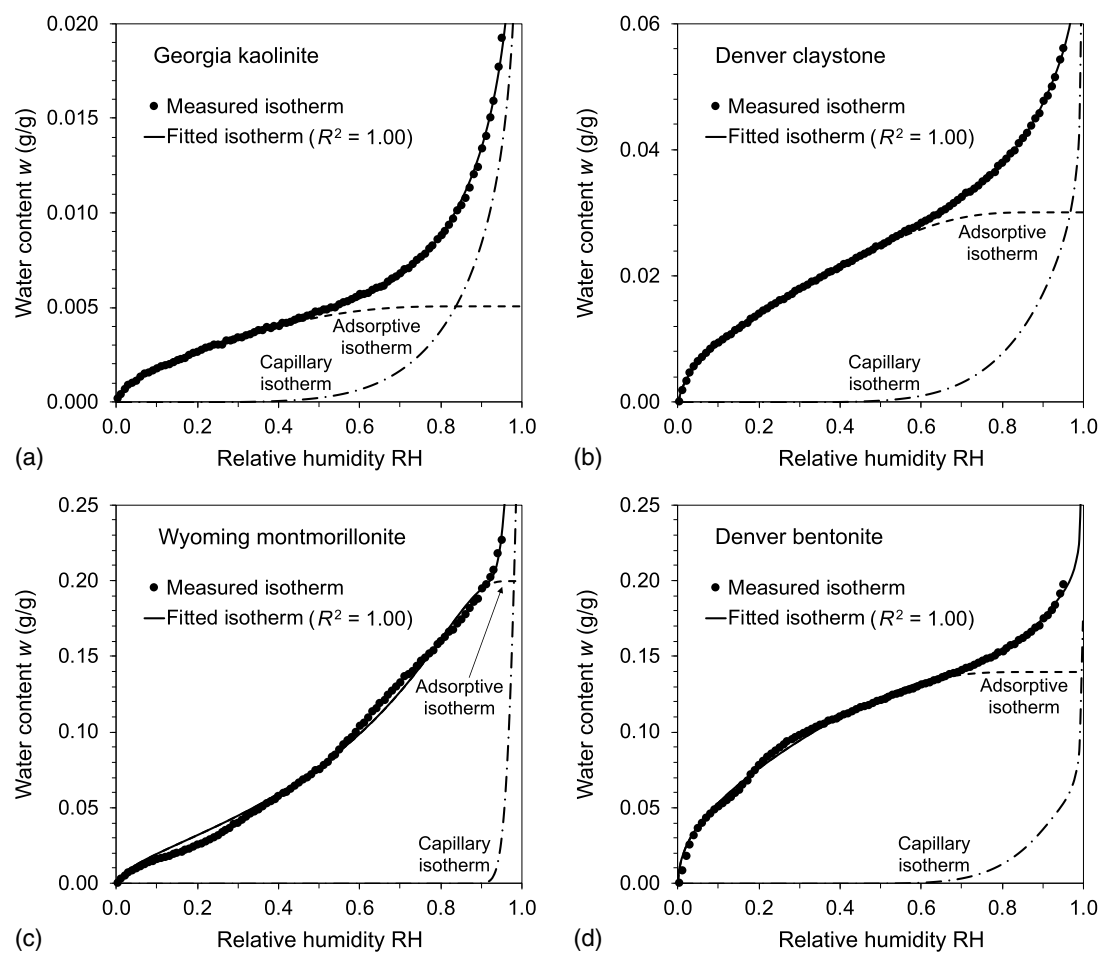 Georgia kaolinite
Measured isotherm
Fitted isotherm (R² = 1.00)
Adsorptive
isotherm
Capillary
isotherm
0.020
0.015
0.010
0.005
0.000
Water content w (g/g)
0.0 0.2 0.4 0.6 0.8 1.0
Relative humidity RH
(a)
Denver claystone
Measured isotherm
Fitted isotherm (R² = 1.00)
Adsorptive
isotherm
Capillary
isotherm
0.06
0.04
0.02
0.00
Water content w (g/g)
0.0 0.2 0.4 0.6 0.8 1.0
Relative humidity RH
(b)
Wyoming montmorillonite
Measured isotherm
Fitted isotherm (R² = 1.00)
Adsorptive
isotherm
Capillary
isotherm
0.25
0.20
0.15
0.10
0.05
0.00
Water content w (g/g)
0.0 0.2 0.4 0.6 0.8 1.0
Relative humidity RH
(c)
Denver bentonite
Measured isotherm
Fitted isotherm (R² = 1.00)
Adsorptive
isotherm
Capillary
isotherm
0.25
0.20
0.15
0.10
0.05
0.00
Water content w (g/g)
0.0 0.2 0.4 0.6 0.8 1.0
Relative humidity RH
(d)